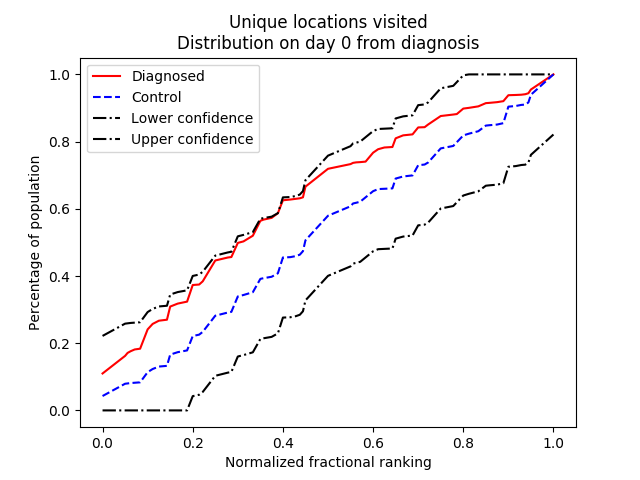 Unique locations visited
Distribution on day 0 from diagnosis
Diagnosed
Control
Lower confidence
Upper confidence
Percentage of population
1.0
0.8
0.6
0.4
0.2
0.0
0.0 0.2 0.4 0.6 0.8 1.0
Normalized fractional ranking